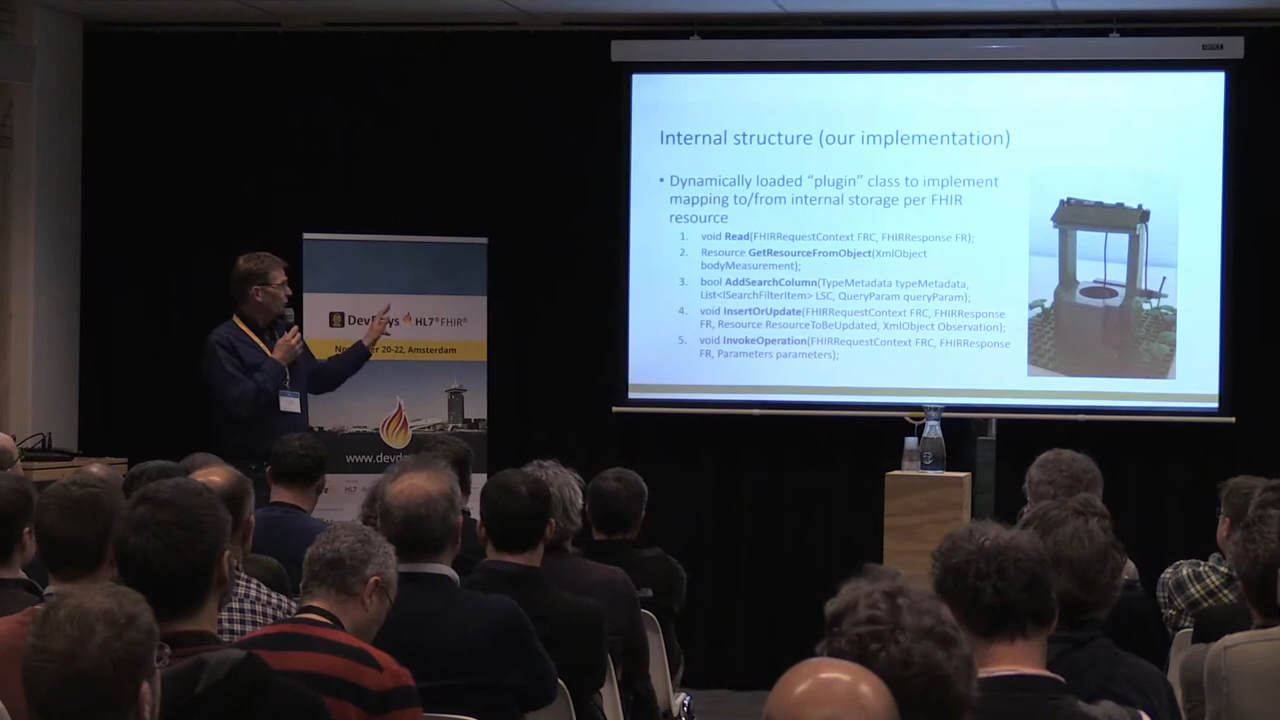 Internal structure (our implementation)
• Dynamically loaded “plugin” class to implement
mapping to/from internal storage per FHIR
resource
1. void Read(FHIRRequestContext FRC, FHIRResponse FR);
2. Resource GetResourceFromObject(XmlObject
bodyMeasurement);
3. bool AddSearchColumn(TypeMetadata typeMetadata,
List<ISearchFilterItem> LSC, QueryParam queryParam);
4. void InsertOrUpdate(FHIRRequestContext FRC, FHIRResponse
FR, Resource ResourceToBeUpdated, XmlObject Observation);
5. void InvokeOperation(FHIRRequestContext FRC, FHIRResponse
FR, Parameters parameters);
HL7® FHIR®
20-22, Amsterdam
HL7